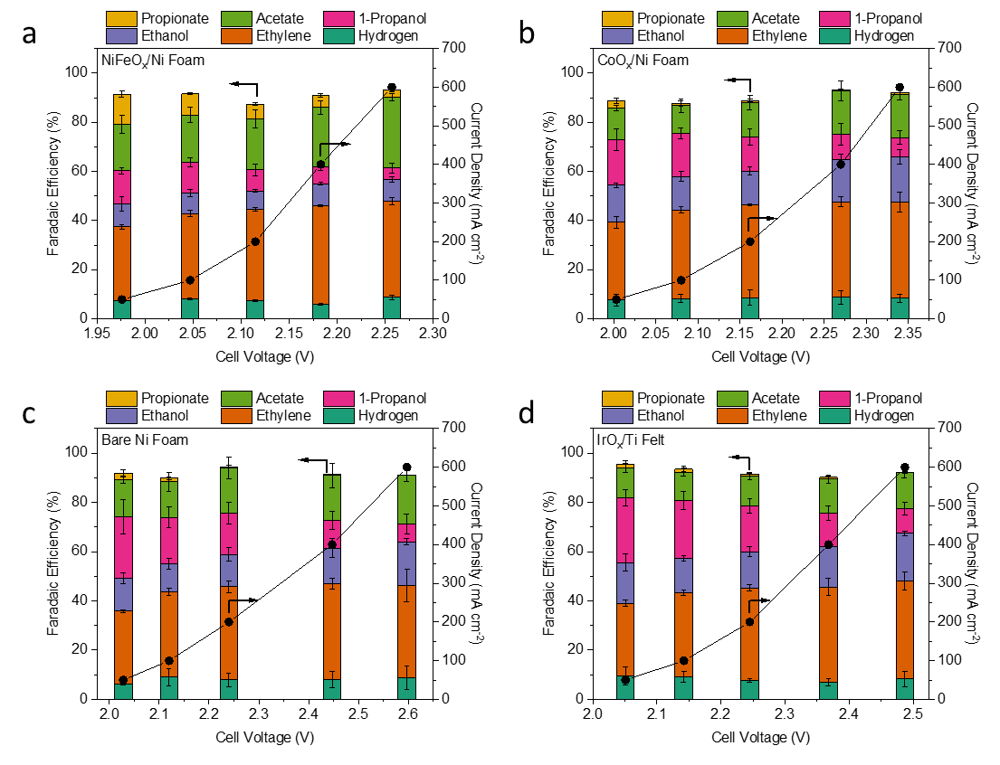 a
Propionate Acetate 1-Propanol
Ethanol Ethylene Hydrogen
NiFeOx/Ni Foam
Faradaic Efficiency (%)
100
80
60
40
20
0
700
600
500
400
300
200
100
0
Current Density (mA cm-2)
1.95 2.00 2.05 2.10 2.15 2.20 2.25 2.30
Cell Voltage (V)
b
Propionate Acetate 1-Propanol
Ethanol Ethylene Hydrogen
CoOx/Ni Foam
Faradaic Efficiency (%)
100
80
60
40
20
0
700
600
500
400
300
200
100
0
Current Density (mA cm-2)
2.00 2.05 2.10 2.15 2.20 2.25 2.30 2.35
Cell Voltage (V)
c
Propionate Acetate 1-Propanol
Ethanol Ethylene Hydrogen
Bare Ni Foam
Faradaic Efficiency (%)
100
80
60
40
20
0
700
600
500
400
300
200
100
0
Current Density (mA cm-2)
2.0 2.1 2.2 2.3 2.4 2.5 2.6
Cell Voltage (V)
d
Propionate Acetate 1-Propanol
Ethanol Ethylene Hydrogen
IrOx/Ti Felt
Faradaic Efficiency (%)
100
80
60
40
20
0
700
600
500
400
300
200
100
0
Current Density (mA cm-2)
2.0 2.1 2.2 2.3 2.4 2.5
Cell Voltage (V)